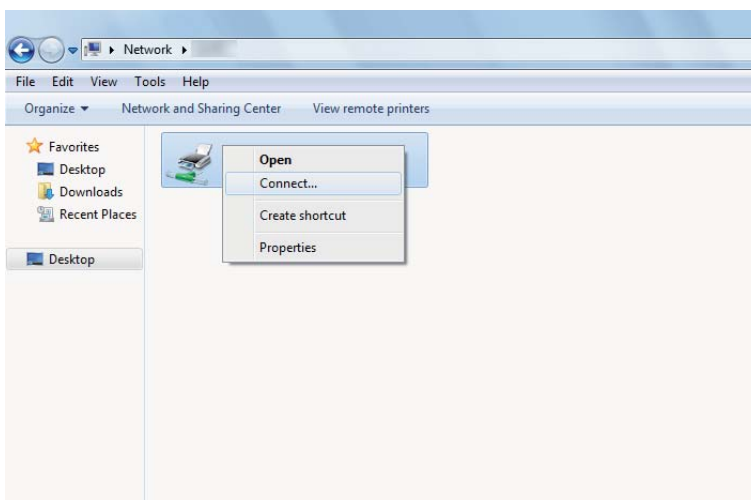 Network
File Edit View Tools Help
Organize Network and Sharing Center View remote printers
Favorites
Desktop
Downloads
Recent Places
Desktop
Open
Connect...
Create shortcut
Properties